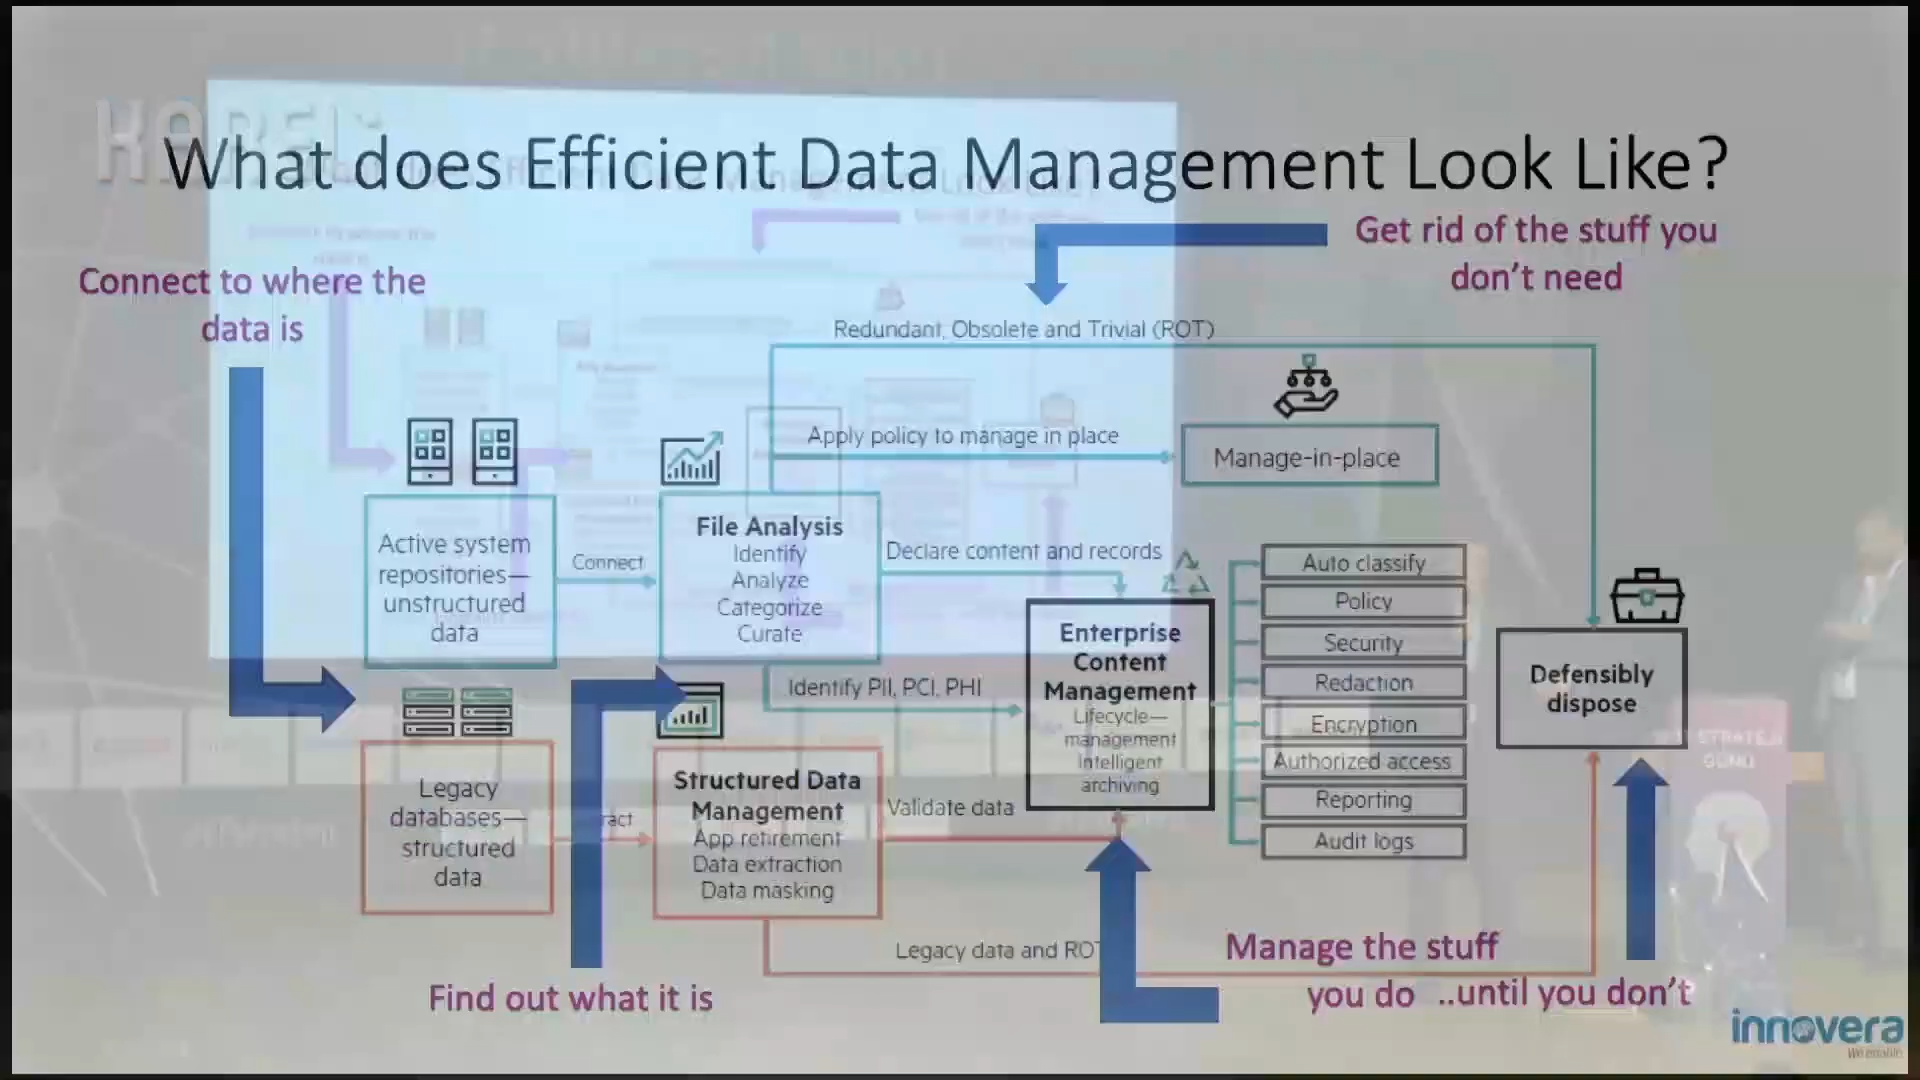 What does Efficient Data Management Look Like?
Get rid of the stuff you
don't need
Connect to where the
data is
Redundant, Obsolete and Trivial (ROT)
Apply policy to manage in place
Manage-in-place
Active system
repositories—
unstructured
data
Connect
File Analysis
Identify
Analyze
Categorize
Curate
Declare content and records
Identify PII, PCI, PHI
Enterprise
Content
Management
Lifecycle—
management
Intelligent
archiving
Auto classify
Policy
Security
Redaction
Encryption
Authorized access
Reporting
Audit logs
Defensibly
dispose
Legacy
databases—
structured
data
ract
Structured Data
Management
App retirement
Data extraction
Data masking
Validate data
Legacy data and ROT
Find out what it is
Manage the stuff
you do ..until you don't
innovera
We enable